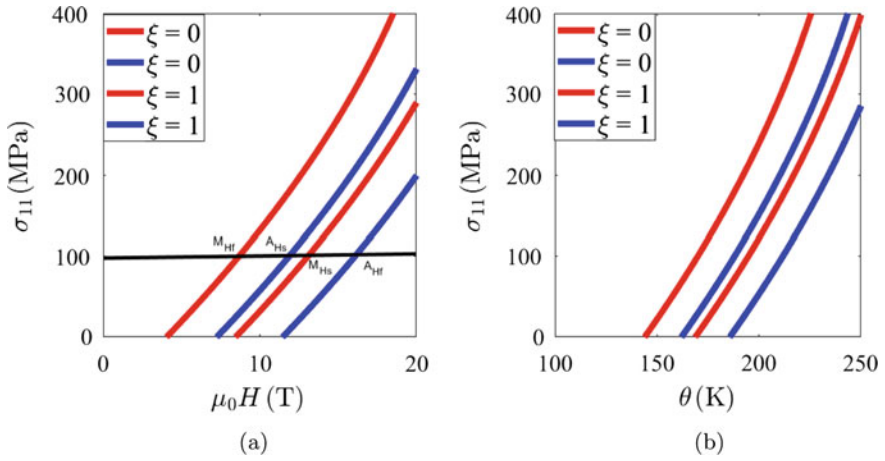 400
300
200
100
0
σ₁₁ (MPa)
ξ = 0
ξ = 0
ξ = 1
ξ = 1
M_Hf
A_Hs
M_Hs
A_Hf
0
10
20
μ₀H (T)
(a)
400
300
200
100
0
σ₁₁ (MPa)
ξ = 0
ξ = 0
ξ = 1
ξ = 1
100
150
200
250
θ (K)
(b)